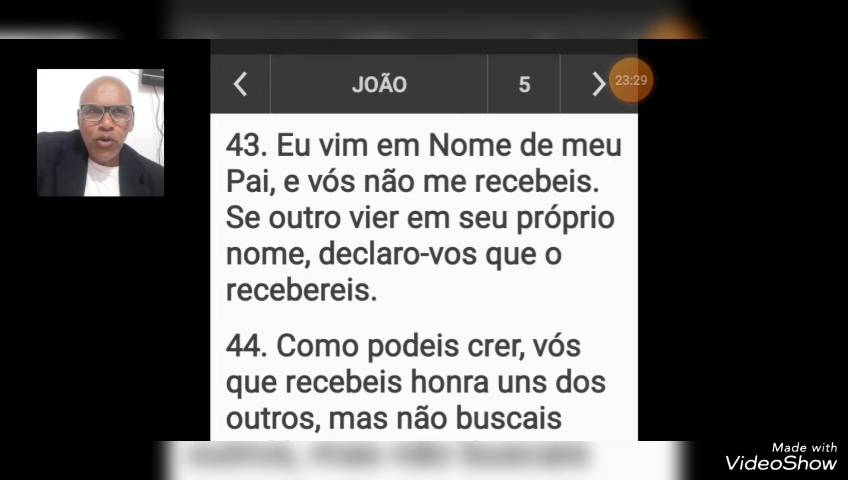 JOÃO
5
23:29
43. Eu vim em Nome de meu
Pai, e vós não me recebeis.
Se outro vier em seu próprio
nome, declaro-vos que o
recebereis.
44. Como podeis crer, vós
que recebeis honra uns dos
outros, mas não buscais
Made with
VideoShow